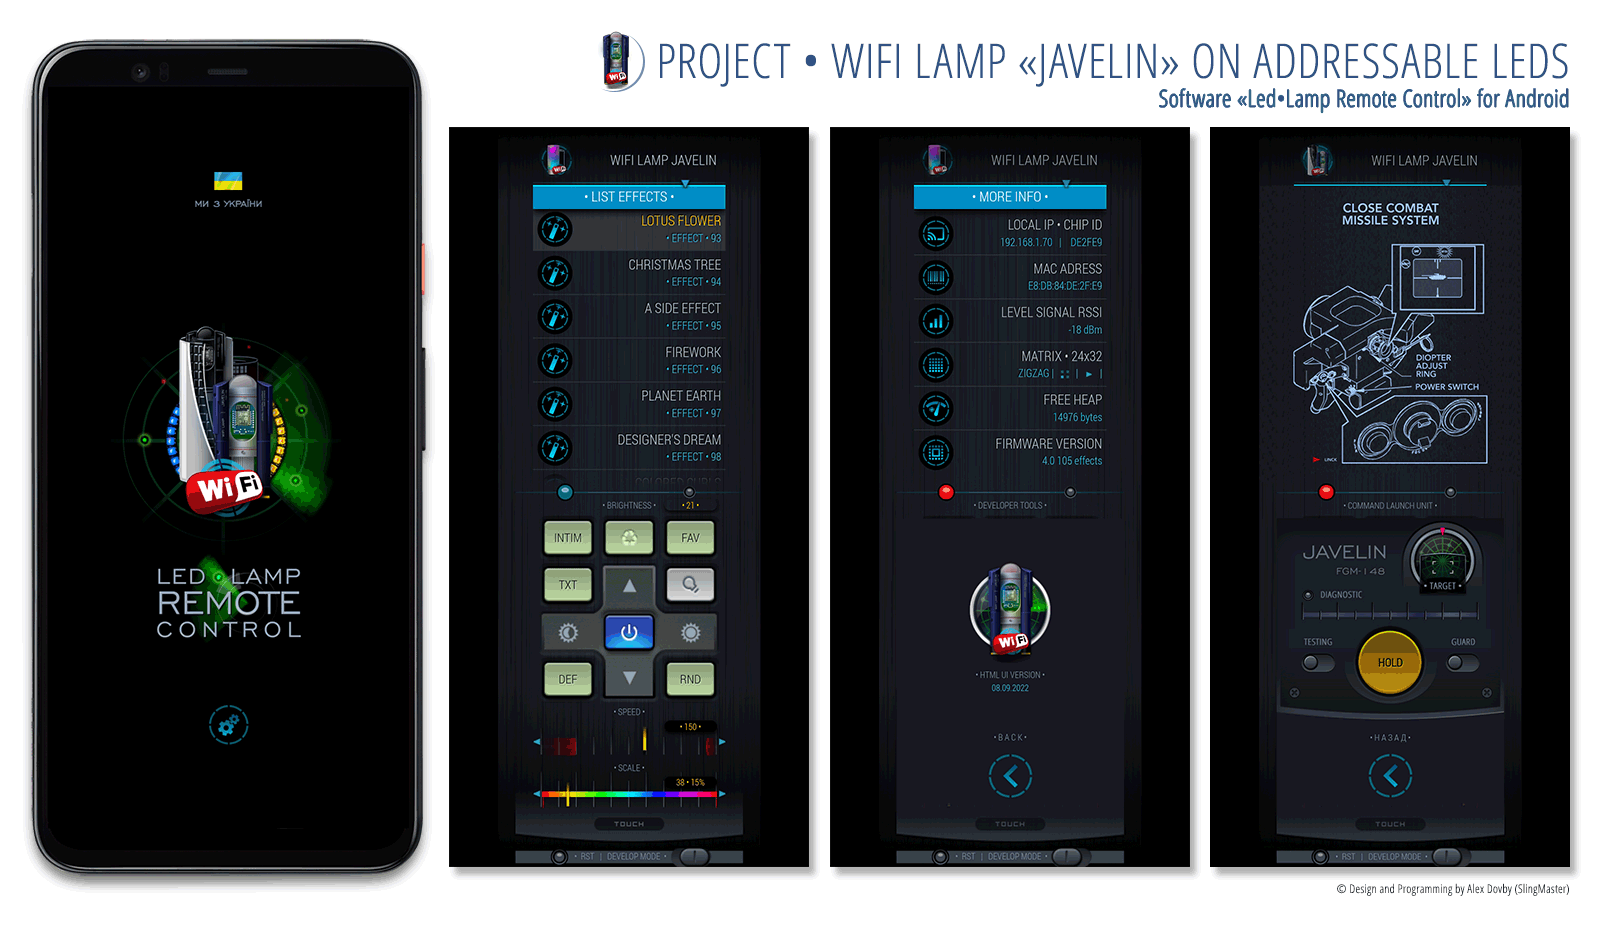 PROJECT • WIFI LAMP «JAVELIN» ON ADDRESSABLE LEDS
Software «Led•Lamp Remote Control» for Android
МИ З УКРАЇНИ
WiFi
LED • LAMP
REMOTE
CONTROL
WIFI LAMP JAVELIN
• LIST EFFECTS •
LOTUS FLOWER
• EFFECT • 93
CHRISTMAS TREE
• EFFECT • 94
A SIDE EFFECT
• EFFECT • 95
FIREWORK
• EFFECT • 96
PLANET EARTH
• EFFECT • 97
DESIGNER'S DREAM
• EFFECT • 98
• BRIGHTNESS •
• 21 •
INTIM
FAV
TXT
DEF
RND
• SPEED •
• 150 •
• SCALE •
38 • 15%
TOUCH
• RST | DEVELOP MODE •
WIFI LAMP JAVELIN
• MORE INFO •
LOCAL IP • CHIP ID
192.168.1.70 | DE2FE9
MAC ADRESS
E8:DB:84:DE:2F:E9
LEVEL SIGNAL RSSI
-18 dBm
MATRIX • 24x32
ZIGZAG |
FREE HEAP
14976 bytes
FIRMWARE VERSION
4.0 105 effects
• DEVELOPER TOOLS •
WiFi
• HTML UI VERSION •
08.09.2022
• BACK •
TOUCH
• RST | DEVELOP MODE •
WIFI LAMP JAVELIN
CLOSE COMBAT
MISSILE SYSTEM
DIOPTER
ADJUST
RING
POWER SWITCH
LINCK
• COMMAND LAUNCH UNIT •
JAVELIN
FGM-148
• TARGET •
DIAGNOSTIC
TESTING
GUARD
HOLD
• НАЗАД •
TOUCH
• RST | DEVELOP MODE •
© Design and Programming by Alex Dovby (SlingMaster)